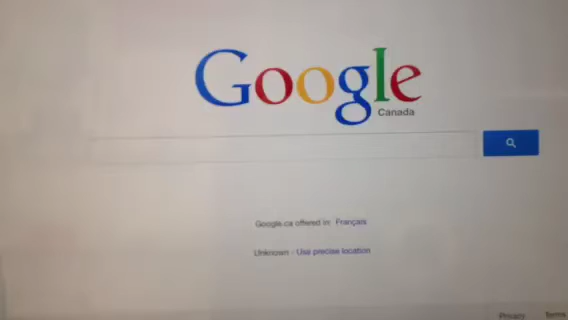 Google
Canada
Google.ca offered in: Français
Unknown - Use precise location
Privacy Terms